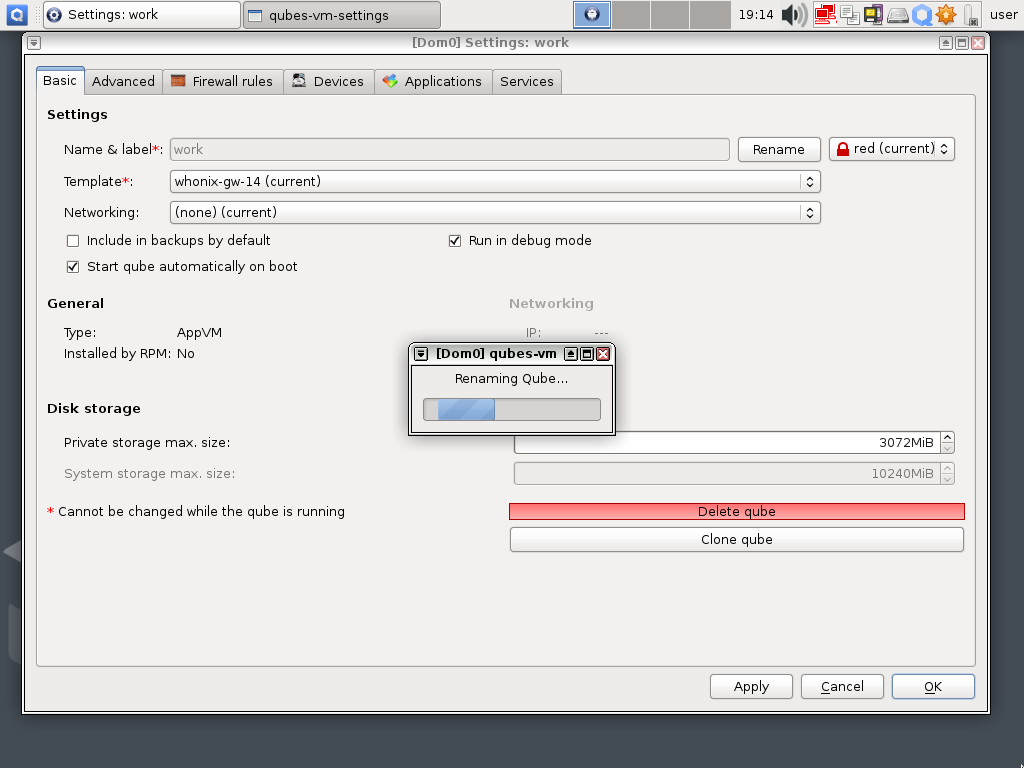 Settings: work qubes-vm-settings 19:14 user
[Dom0] Settings: work
Basic Advanced Firewall rules Devices Applications Services
Settings
Name & label*: work Rename red (current)
Template*: whonix-gw-14 (current)
Networking: (none) (current)
Include in backups by default Run in debug mode
Start qube automatically on boot
General Networking
Type: AppVM IP: ---
Installed by RPM: No
[Dom0] qubes-vm
Renaming Qube...
Disk storage
Private storage max. size: 3072MiB
System storage max. size: 10240MiB
* Cannot be changed while the qube is running Delete qube
Clone qube
Apply Cancel OK